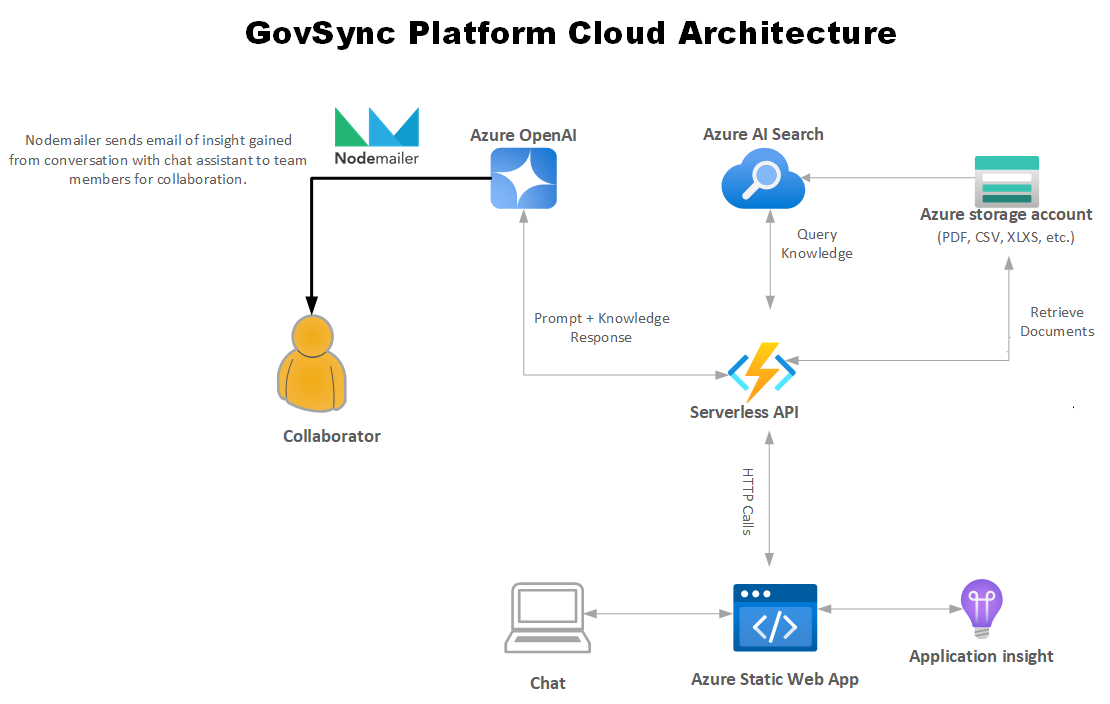 GovSync Platform Cloud Architecture
Nodemailer sends email of insight gained
from conversation with chat assistant to team
members for collaboration.
Nodemailer
Azure OpenAI
Azure AI Search
Azure storage account
(PDF, CSV, XLXS, etc.)
Query
Knowledge
Prompt + Knowledge
Response
Retrieve
Documents
Serverless API
Collaborator
HTTP Calls
Chat
Azure Static Web App
Application insight